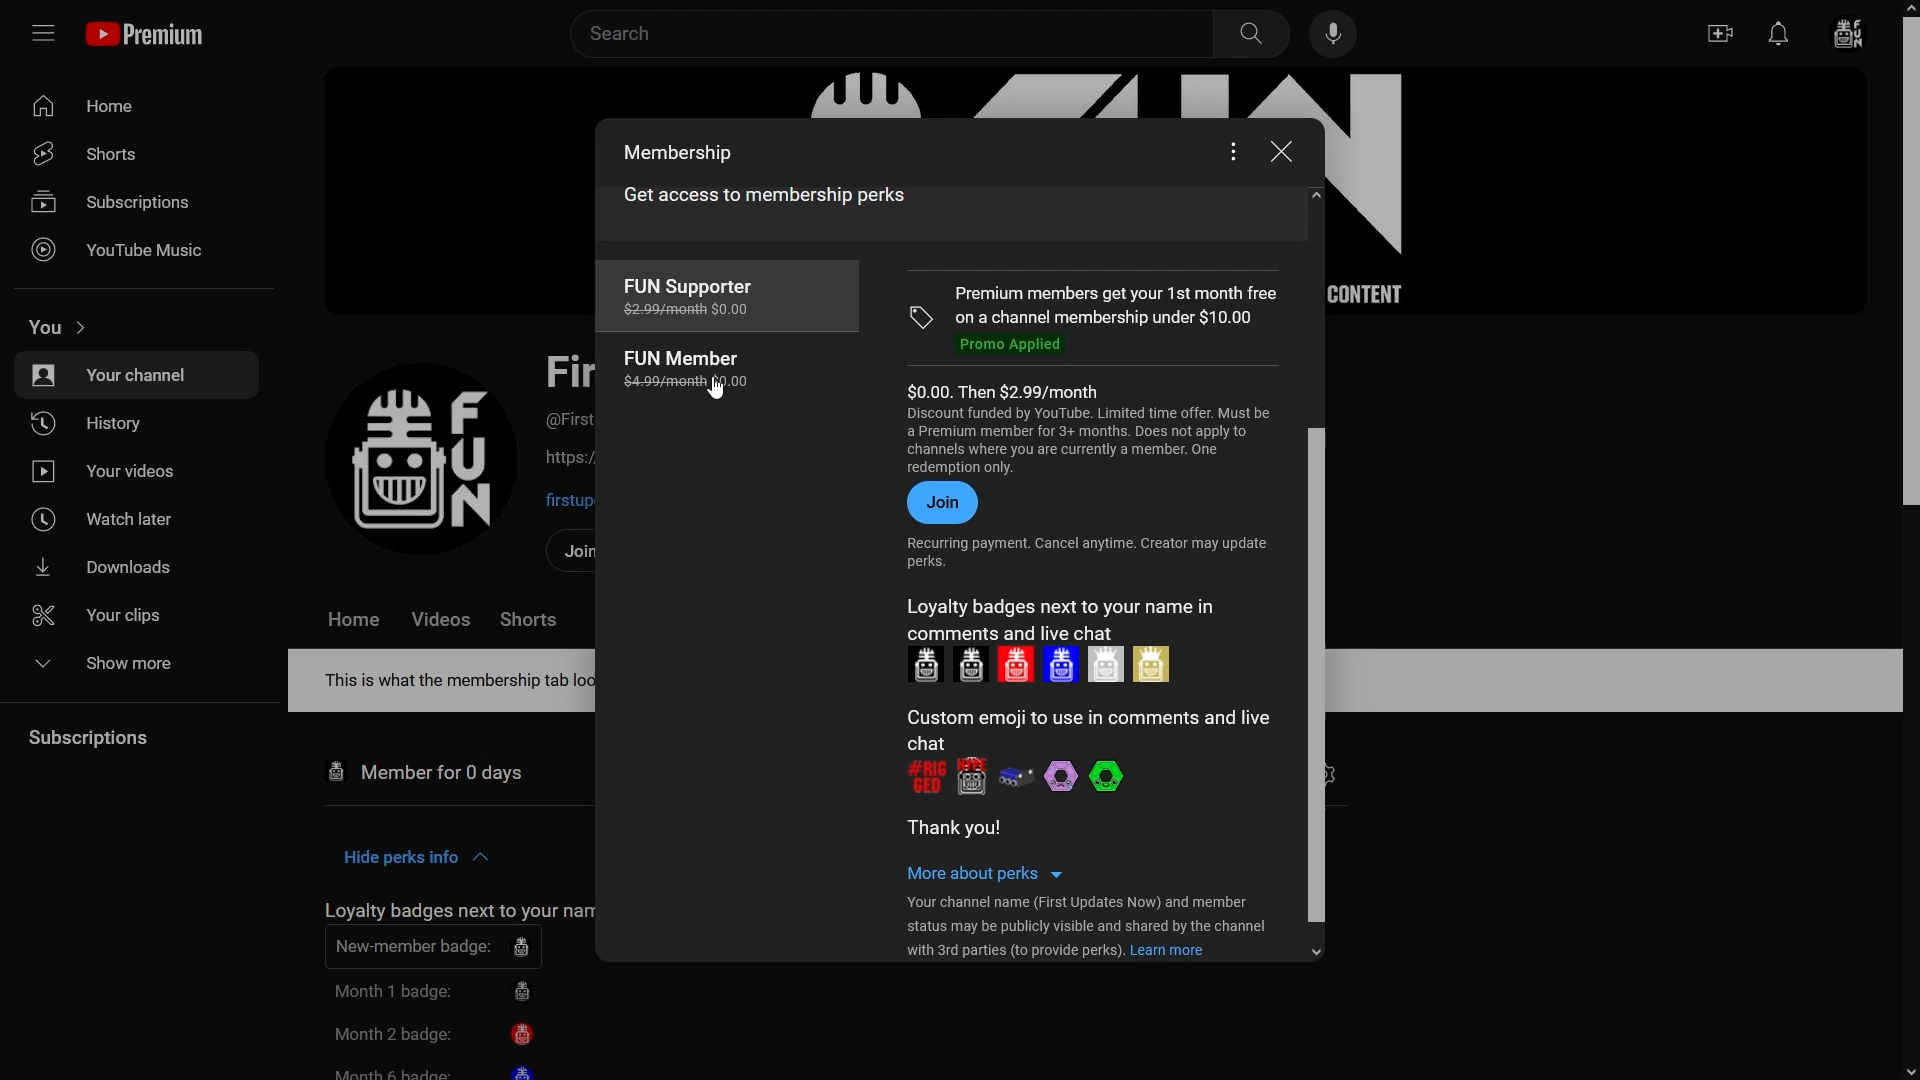 Premium
Search
FUN
Home
Shorts
Subscriptions
YouTube Music
You
Your channel
History
Your videos
Watch later
Downloads
Your clips
Show more
Subscriptions
CONTENT
FUN
Fir
@First
https:/
firstup
Join
Home Videos Shorts
This is what the membership tab loo
Member for 0 days
Hide perks info
Loyalty badges next to your nam
New-member badge:
Month 1 badge:
Month 2 badge:
Month 6 badge:
Membership
Get access to membership perks
FUN Supporter
$2.99/month $0.00
FUN Member
$4.99/month $0.00
Premium members get your 1st month free
on a channel membership under $10.00
Promo Applied
$0.00. Then $2.99/month
Discount funded by YouTube. Limited time offer. Must be
a Premium member for 3+ months. Does not apply to
channels where you are currently a member. One
redemption only.
Join
Recurring payment. Cancel anytime. Creator may update
perks.
Loyalty badges next to your name in
comments and live chat
Custom emoji to use in comments and live
chat
#RIG
GED
HYPE
Thank you!
More about perks
Your channel name (First Updates Now) and member
status may be publicly visible and shared by the channel
with 3rd parties (to provide perks). Learn more